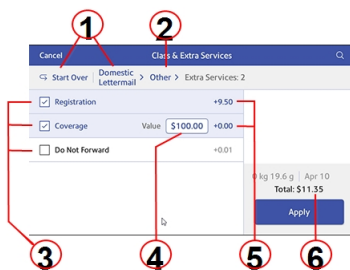 1 2
Cancel Class & Extra Services
Start Over Domestic Lettermail > Other > Extra Services: 2
Registration +9.50
Coverage Value $100.00 +0.00
Do Not Forward +0.01
0 kg 19.6 g Apr 10
Total: $11.35
Apply
3 4 5 6